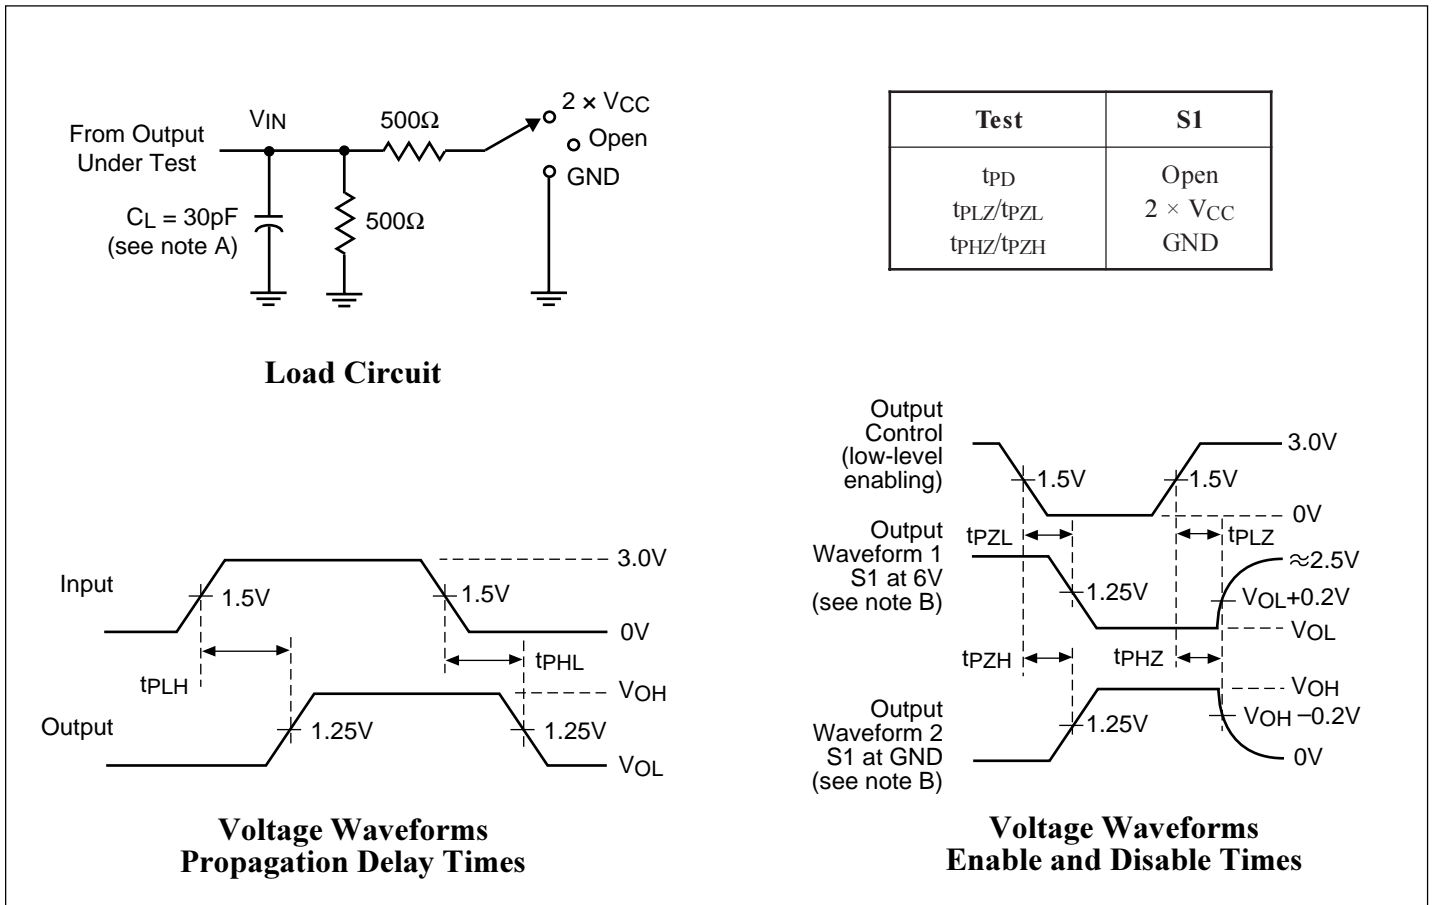 2 × VCC
VIN
500Ω
Open
From Output
Under Test
GND
CL = 30pF
(see note A)
500Ω
Load Circuit
Test S1
tPD Open
tPLZ/tPZL 2 × VCC
tPHZ/tPZH GND
Input
3.0V
1.5V
1.5V
0V
tPLH
tPHL
Output
VOH
1.25V
1.25V
VOL
Voltage Waveforms
Propagation Delay Times
Output
Control
(low-level
enabling)
3.0V
1.5V
1.5V
0V
Output
Waveform 1
S1 at 6V
(see note B)
tPZL
tPLZ
≈2.5V
1.25V
VOL+0.2V
VOL
tPZH
tPHZ
Output
Waveform 2
S1 at GND
(see note B)
VOH
1.25V
VOH −0.2V
0V
Voltage Waveforms
Enable and Disable Times